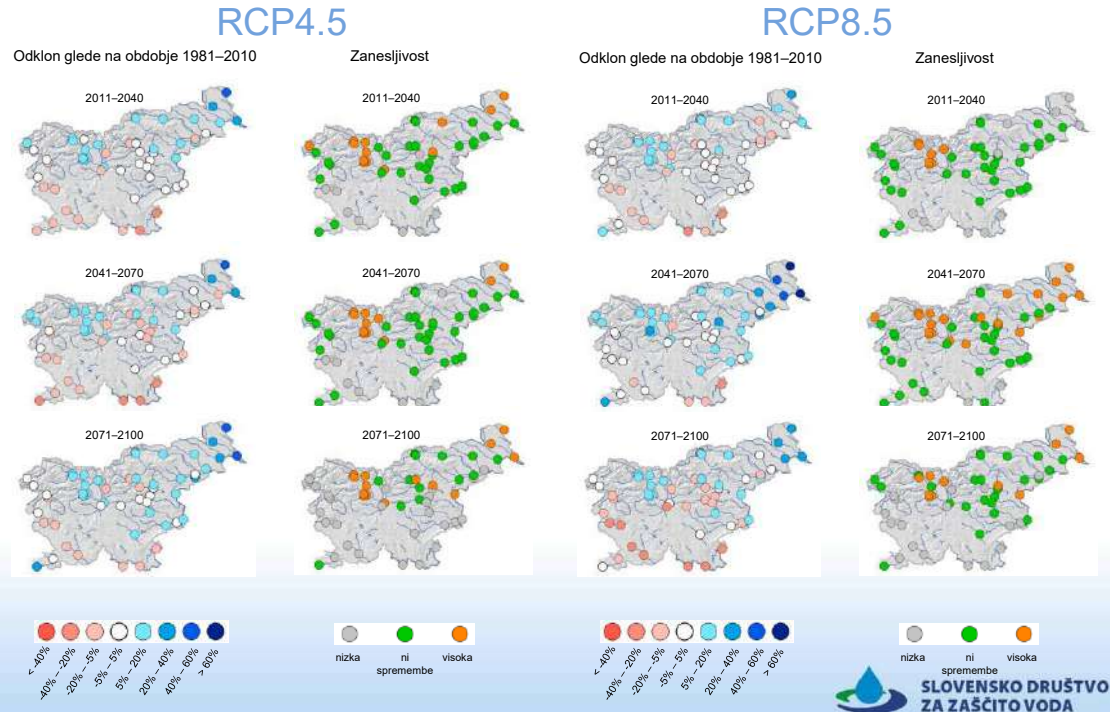 RCP4.5
RCP8.5
Odklon glede na obdobje 1981–2010
Zanesljivost
Odklon glede na obdobje 1981–2010
Zanesljivost
2011–2040
2011–2040
2011–2040
2011–2040
2041–2070
2041–2070
2041–2070
2041–2070
2071–2100
2071–2100
2071–2100
2071–2100
< -40%
-40% – -20%
-20% – -5%
-5% – 5%
5% – 20%
20% – 40%
40% – 60%
> 60%
nizka
ni
spremembe
visoka
< -40%
-40% – -20%
-20% – -5%
-5% – 5%
5% – 20%
20% – 40%
40% – 60%
> 60%
nizka
ni
spremembe
visoka
SLOVENSKO DRUŠTVO
ZA ZAŠČITO VODA